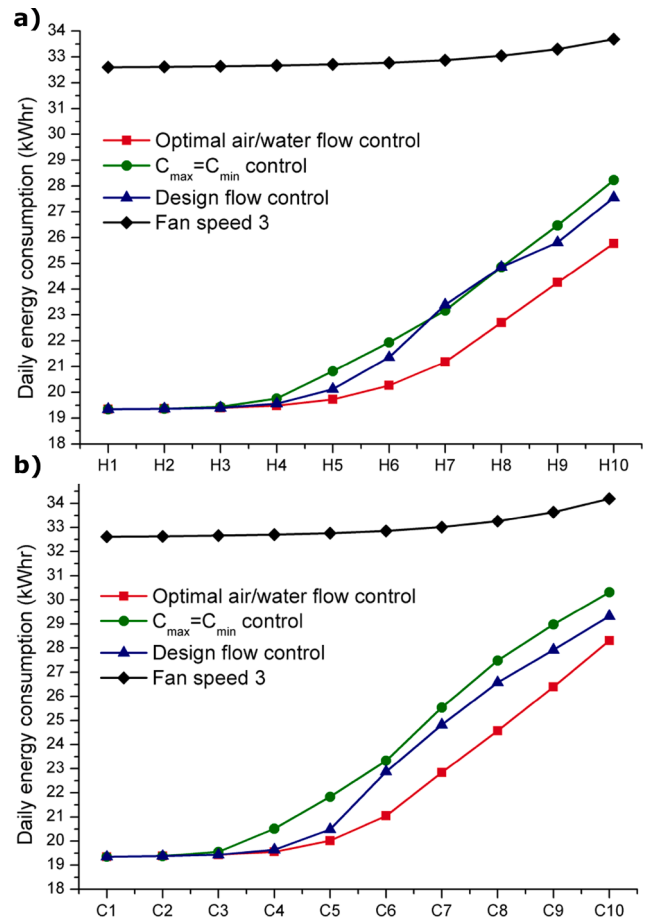 a)
Daily energy consumption (kWhr)
34
33
32
31
30
29
28
27
26
25
24
23
22
21
20
19
18
Optimal air/water flow control
Cmax=Cmin control
Design flow control
Fan speed 3
H1 H2 H3 H4 H5 H6 H7 H8 H9 H10
b)
Daily energy consumption (kWhr)
34
33
32
31
30
29
28
27
26
25
24
23
22
21
20
19
18
Optimal air/water flow control
Cmax=Cmin control
Design flow control
Fan speed 3
C1 C2 C3 C4 C5 C6 C7 C8 C9 C10